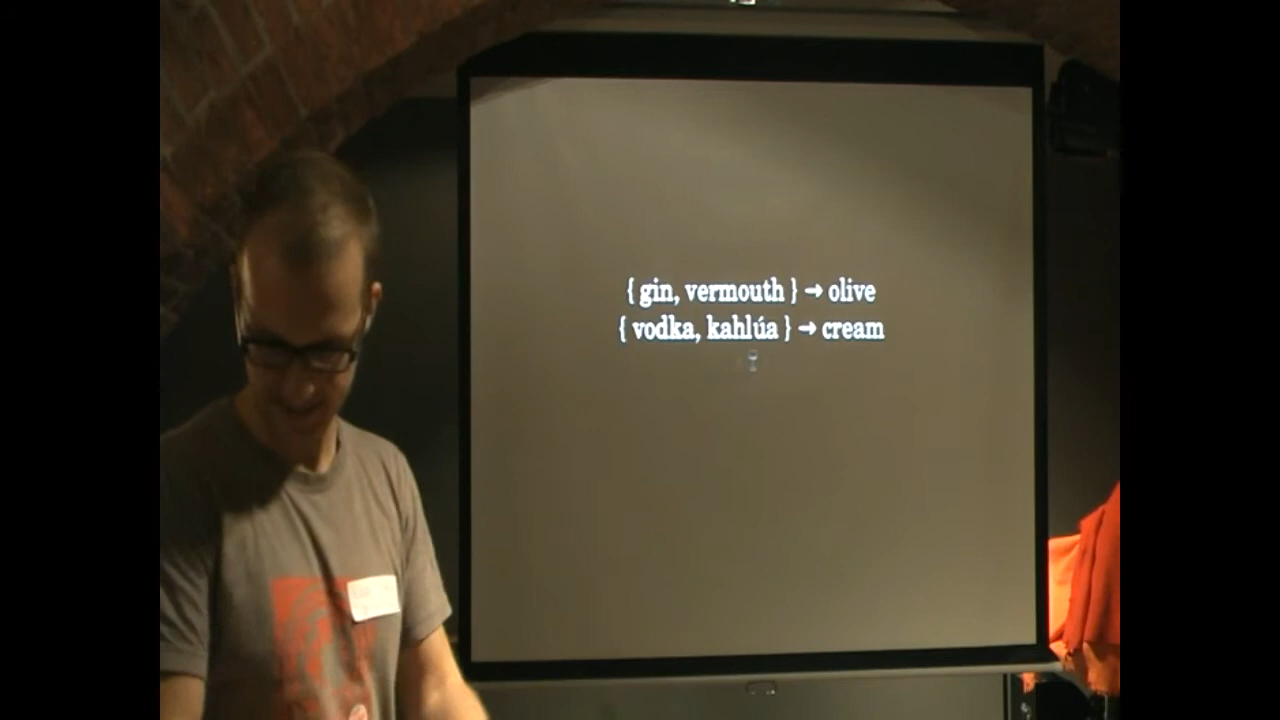 { gin, vermouth } → olive
{ vodka, kahlúa } → cream